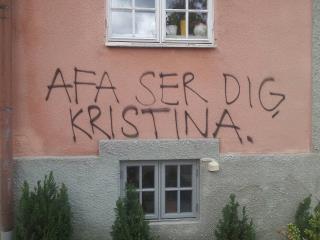 AFA SER DIG,
KRISTINA.